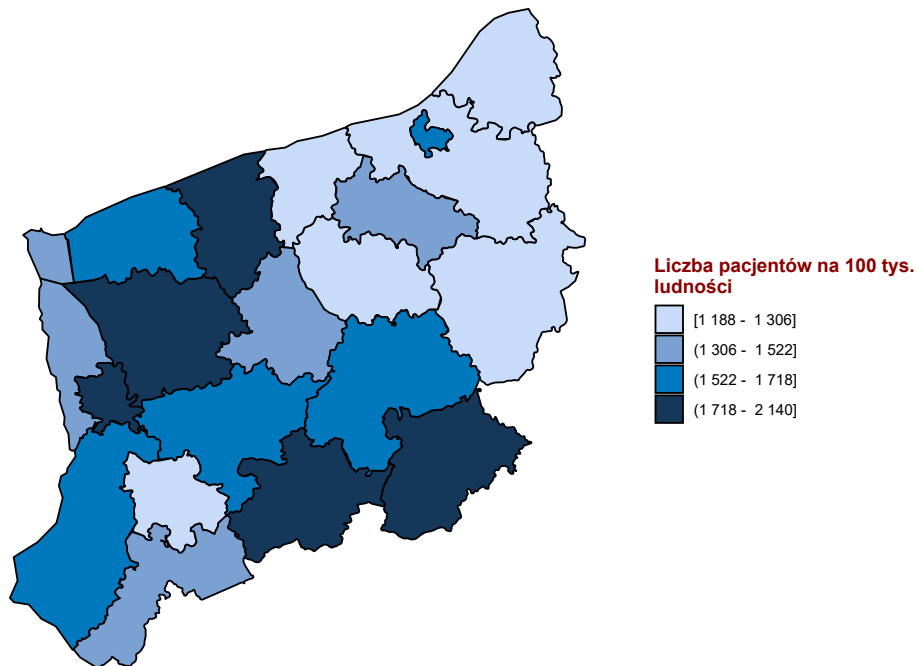 Liczba pacjentów na 100 tys.
ludności
[1 188 - 1 306]
(1 306 - 1 522]
(1 522 - 1 718]
(1 718 - 2 140]